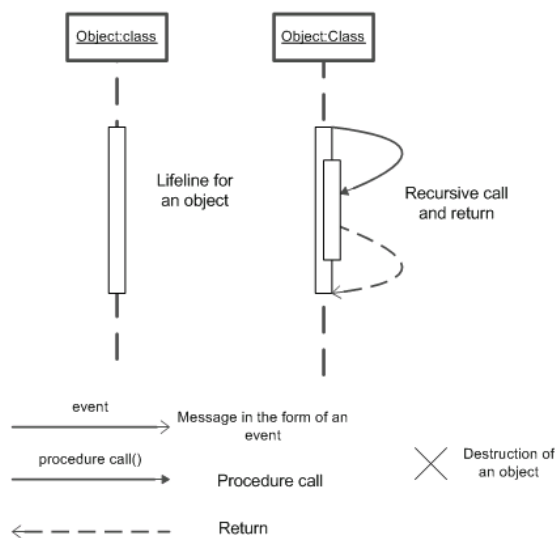 Object:class
Object:Class
Lifeline for
an object
Recursive call
and return
event
Message in the form of an
event
procedure call()
Procedure call
Destruction of
an object
Return